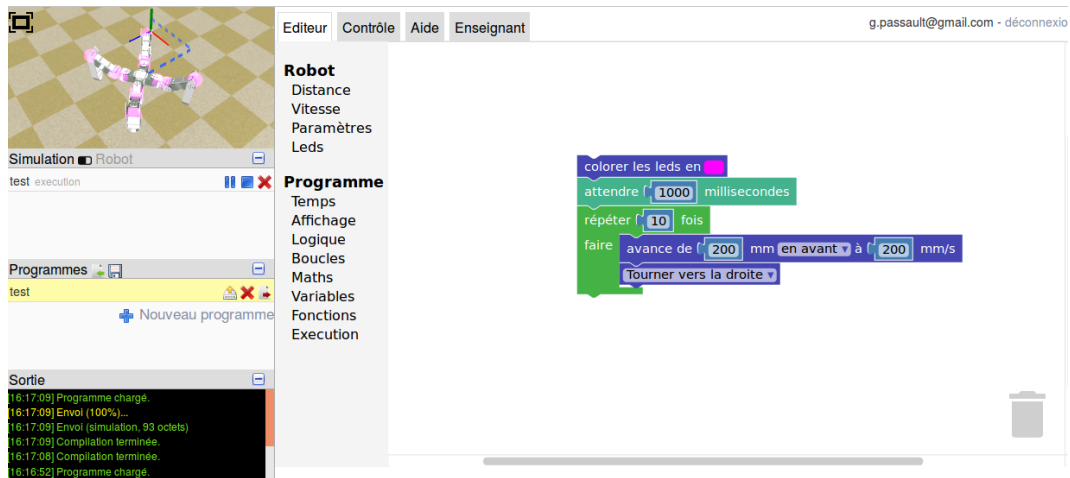 Editeur Contrôle Aide Enseignant
g.passault@gmail.com - déconnexio
Simulation Robot
test execution
Programmes
test
Nouveau programme
Sortie
[16:17:09] Programme chargé.
[16:17:09] Envoi (100%)...
[16:17:09] Envoi (simulation, 93 octets)
[16:17:09] Compilation terminée.
[16:17:08] Compilation terminée.
[16:16:52] Programme chargé.
Robot
Distance
Vitesse
Paramètres
Leds
Programme
Temps
Affichage
Logique
Boucles
Maths
Variables
Fonctions
Execution
colorer les leds en
attendre 1000 millisecondes
répéter 10 fois
faire avance de 200 mm en avant à 200 mm/s
Tourner vers la droite